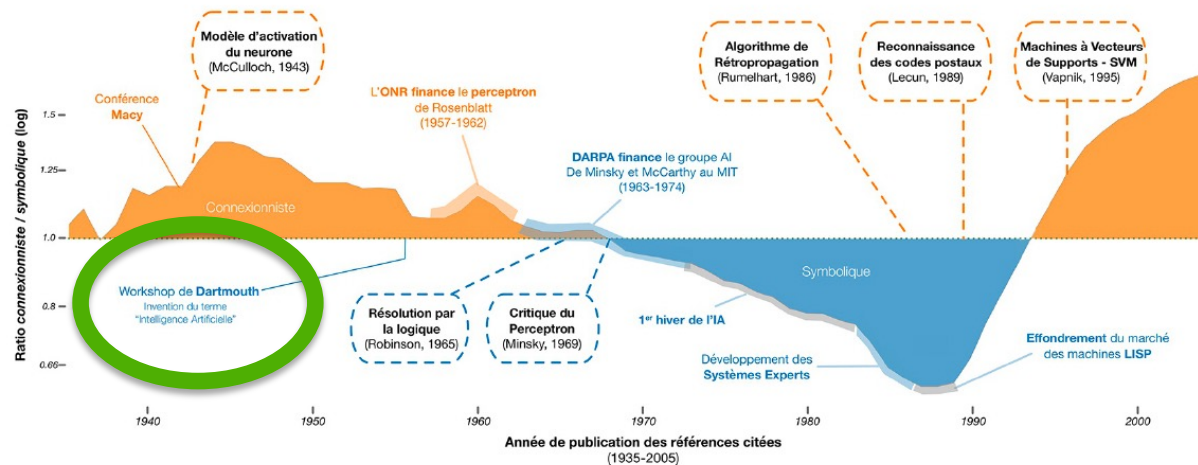 Modèle d'activation
du neurone
(McCulloch, 1943)
Algorithme de
Rétropropagation
(Rumelhart, 1986)
Reconnaissance
des codes postaux
(Lecun, 1989)
Machines à Vecteurs
de Supports - SVM
(Vapnik, 1995)
Conférence
Macy
L'ONR finance le perceptron
de Rosenblatt
(1957-1962)
DARPA finance le groupe AI
De Minsky et McCarthy au MIT
(1963-1974)
Ratio connexionniste / symbolique (log)
1.5
1.25
1.0
0.8
0.66
Connexionniste
Symbolique
Workshop de Dartmouth
Invention du terme
"Intelligence Artificielle"
Résolution par
la logique
(Robinson, 1965)
Critique du
Perceptron
(Minsky, 1969)
1er hiver de l'IA
Développement des
Systèmes Experts
Effondrement du marché
des machines LISP
1940
1950
1960
1970
1980
1990
2000
Année de publication des références citées
(1935-2005)